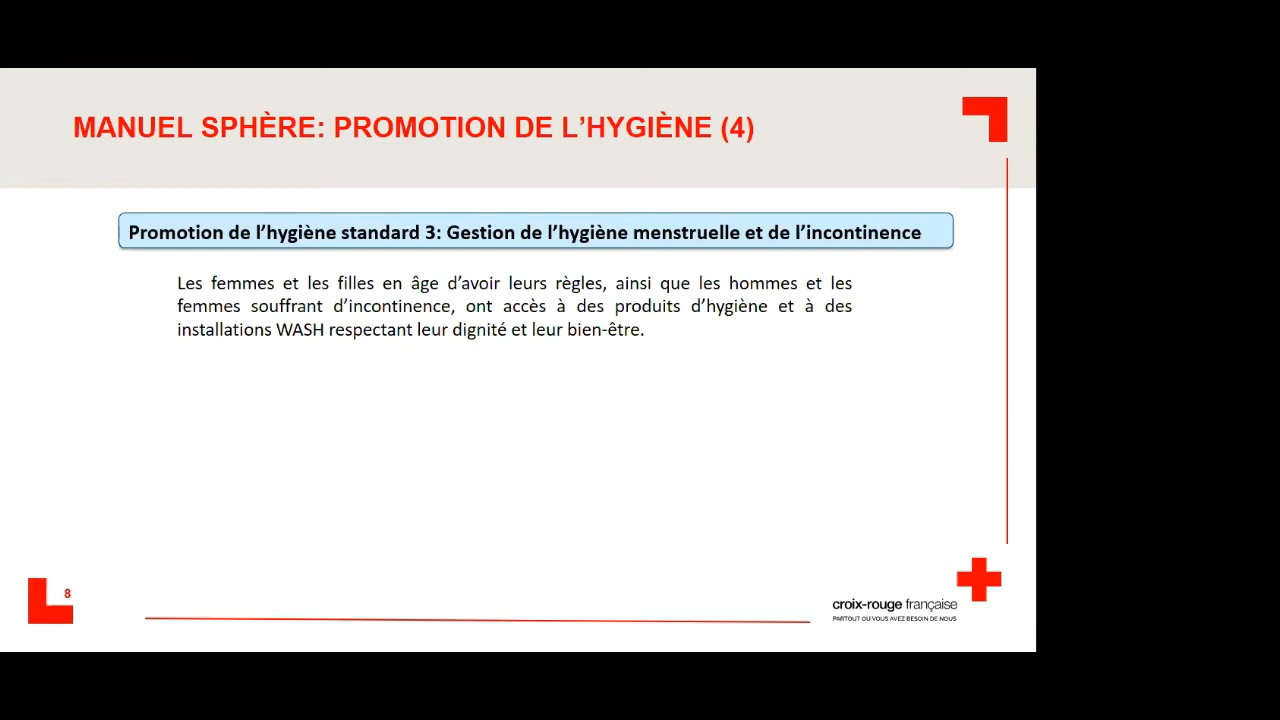 MANUEL SPHÈRE: PROMOTION DE L’HYGIÈNE (4)
Promotion de l’hygiène standard 3: Gestion de l’hygiène menstruelle et de l’incontinence
Les femmes et les filles en âge d’avoir leurs règles, ainsi que les hommes et les
femmes souffrant d’incontinence, ont accès à des produits d’hygiène et à des
installations WASH respectant leur dignité et leur bien-être.
8
croix-rouge française
PARTOUT OÙ VOUS AVEZ BESOIN DE NOUS